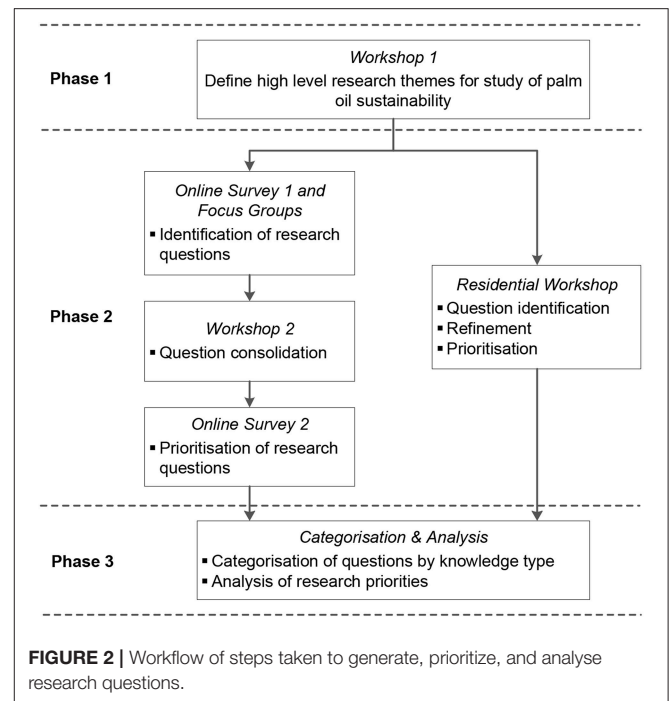 Workshop 1
Phase 1
Define high level research themes for study of palm
oil sustainability
Online Survey 1 and
Focus Groups
▪ Identification of research
questions
Phase 2
Workshop 2
▪ Question consolidation
Online Survey 2
▪ Prioritisation of research
questions
Residential Workshop
▪ Question identification
▪ Refinement
▪ Prioritisation
Categorisation & Analysis
Phase 3
▪ Categorisation of questions by knowledge type
▪ Analysis of research priorities
FIGURE 2 | Workflow of steps taken to generate, prioritize, and analyse
research questions.